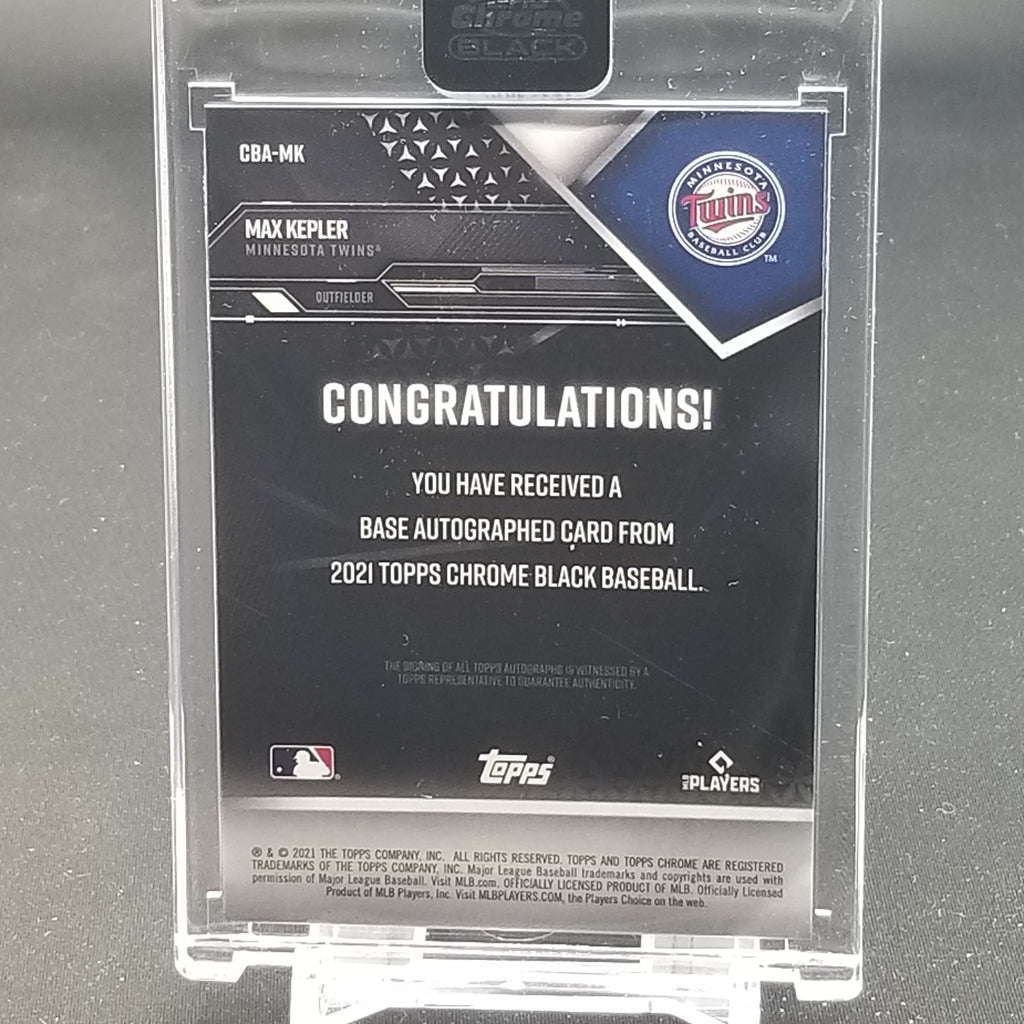 Chrome
BLACK
CBA-MK
MINNESOTA
Twins
BASEBALL CLUB
TM
MAX KEPLER
MINNESOTA TWINS®
OUTFIELDER
CONGRATULATIONS!
YOU HAVE RECEIVED A
BASE AUTOGRAPHED CARD FROM
2021 TOPPS CHROME BLACK BASEBALL.
THE SIGNING OF ALL TOPPS AUTOGRAPHS IS WITNESSED BY A
TOPPS REPRESENTATIVE TO GUARANTEE AUTHENTICITY.
topps®
MLB PLAYERS
® & © 2021 THE TOPPS COMPANY, INC. ALL RIGHTS RESERVED. TOPPS AND TOPPS CHROME ARE REGISTERED
TRADEMARKS OF THE TOPPS COMPANY, INC. Major League Baseball trademarks and copyrights are used with
permission of Major League Baseball. Visit MLB.com. OFFICIALLY LICENSED PRODUCT OF MLB. Officially Licensed
Product of MLB Players, Inc. Visit MLBPLAYERS.COM, the Players Choice on the web.